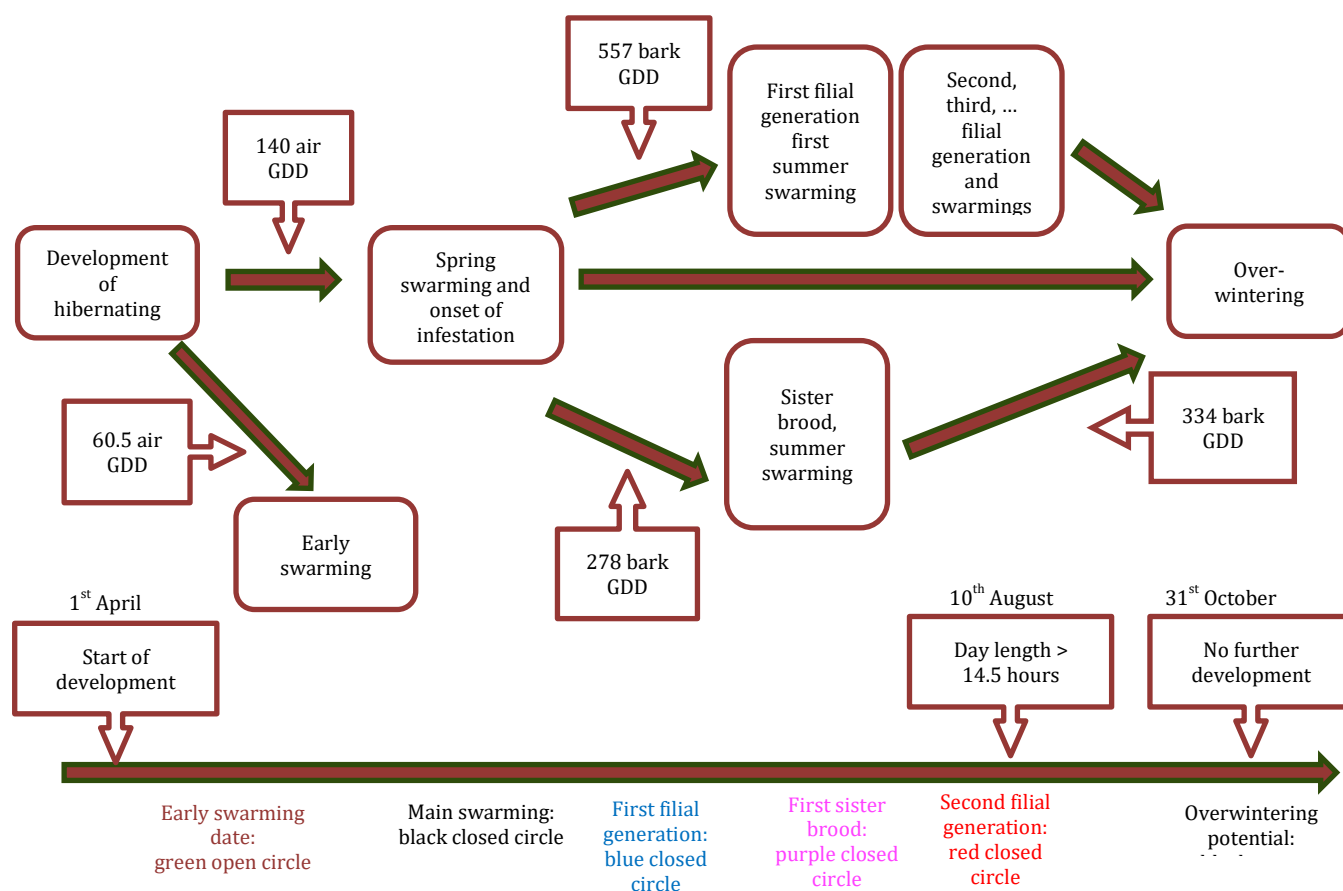 557 bark
GDD
First filial
generation
first
summer
swarming
Second,
third, ...
filial
generation
and
swarmings
140 air
GDD
Development
of
hibernating
Spring
swarming and
onset of
infestation
Over-
wintering
60.5 air
GDD
Early
swarming
Sister
brood,
summer
swarming
334 bark
GDD
278 bark
GDD
1st April
Start of
development
10th August
Day length >
14.5 hours
31st October
No further
development
Early swarming
date:
green open circle
Main swarming:
black closed circle
First filial
generation:
blue closed
circle
First sister
brood:
purple closed
circle
Second filial
generation:
red closed
circle
Overwintering
potential: